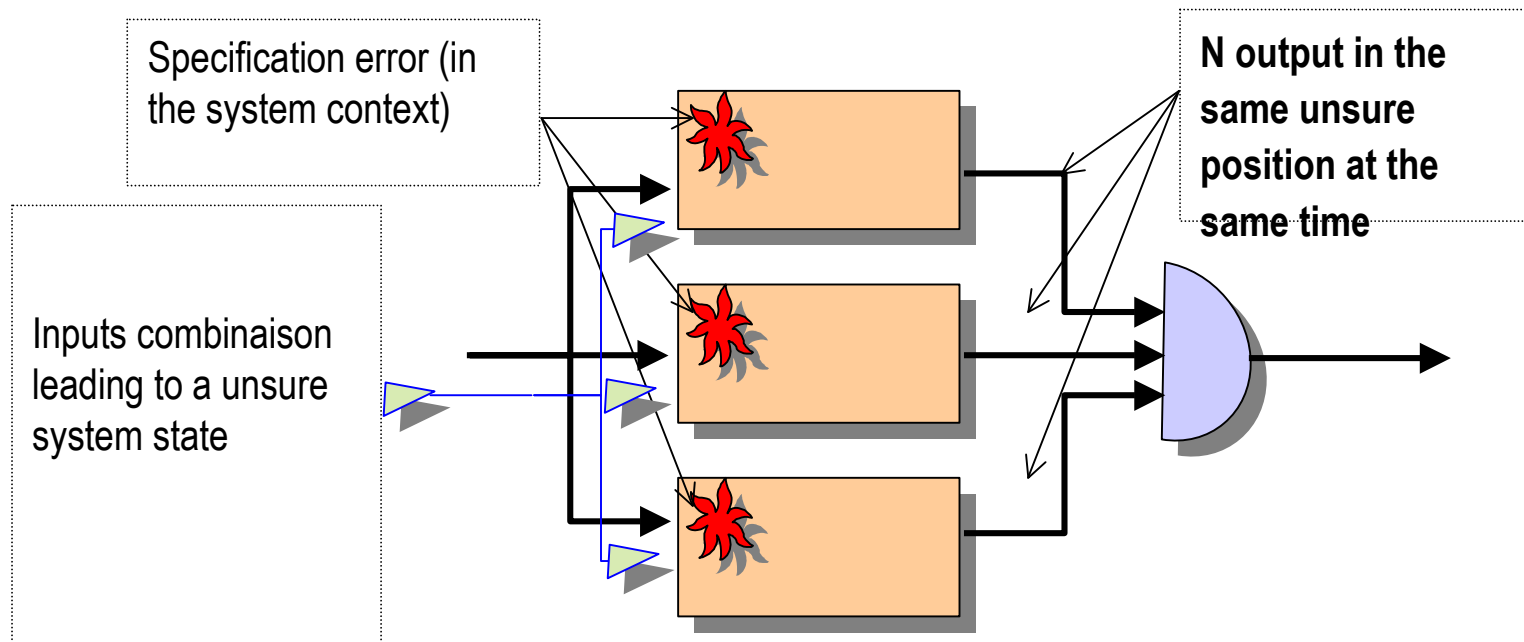 Specification error (in
the system context)
N output in the
same unsure
position at the
same time
Inputs combinaison
leading to a unsure
system state